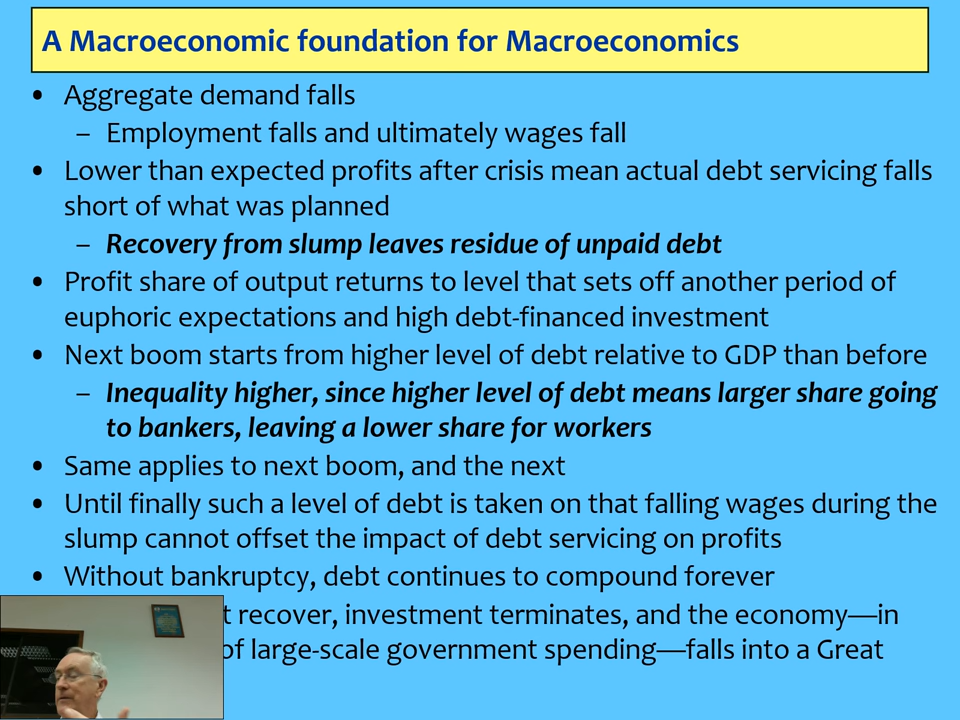 A Macroeconomic foundation for Macroeconomics
• Aggregate demand falls
– Employment falls and ultimately wages fall
• Lower than expected profits after crisis mean actual debt servicing falls
short of what was planned
– Recovery from slump leaves residue of unpaid debt
• Profit share of output returns to level that sets off another period of
euphoric expectations and high debt-financed investment
• Next boom starts from higher level of debt relative to GDP than before
– Inequality higher, since higher level of debt means larger share going
to bankers, leaving a lower share for workers
• Same applies to next boom, and the next
• Until finally such a level of debt is taken on that falling wages during the
slump cannot offset the impact of debt servicing on profits
• Without bankruptcy, debt continues to compound forever
recover, investment terminates, and the economy—in
of large-scale government spending—falls into a Great